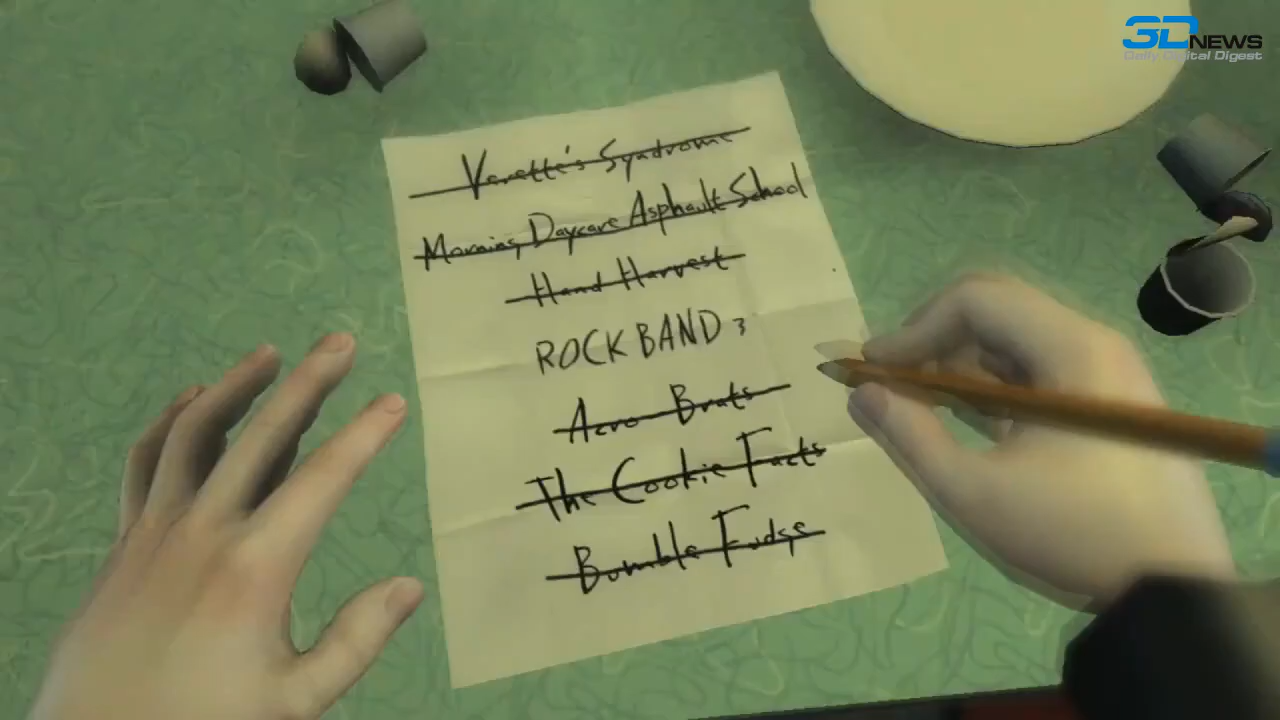 3DNEWS
Daily Digital Digest
Verette's Syndrome
Morning Daycare Asphault School
Hand Harvest
ROCK BAND 3
Acro Brats
The Cookie Facts
Bumble Fudge